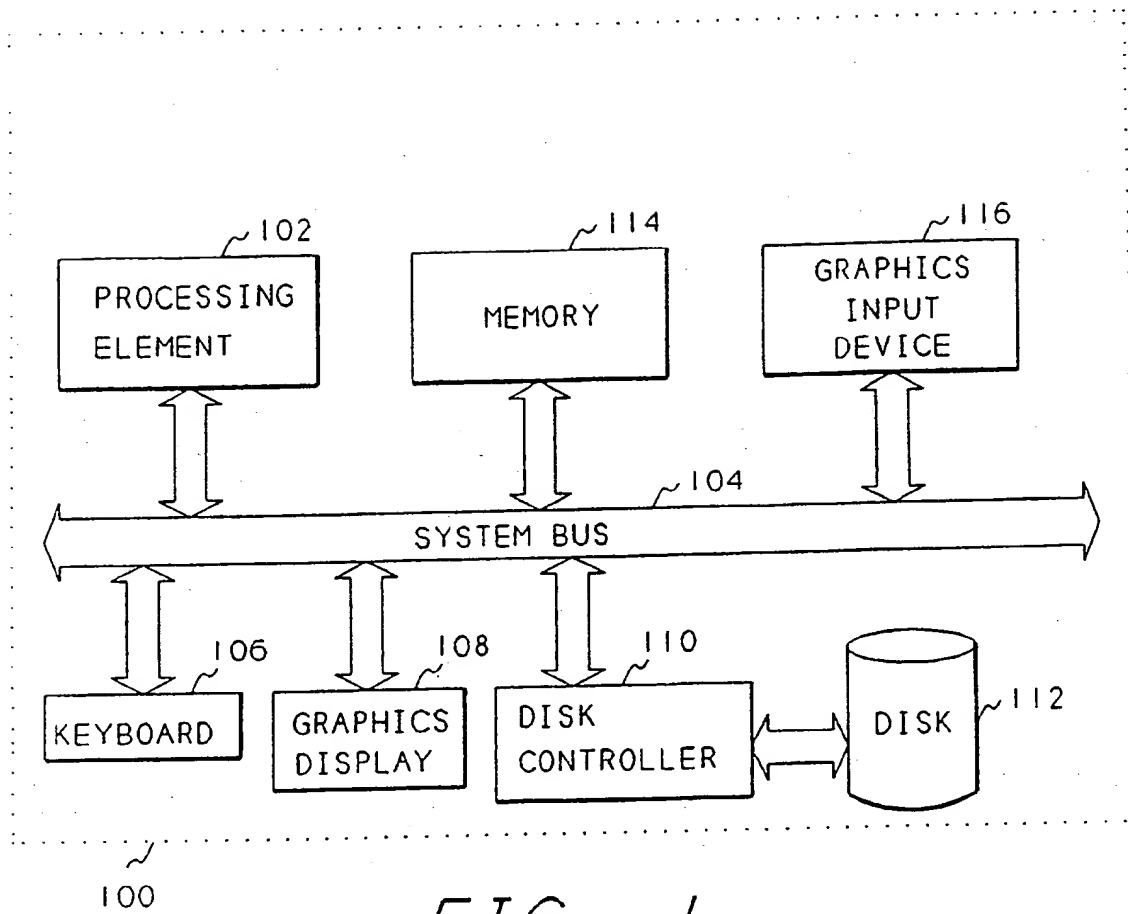 102
114
116
PROCESSING
ELEMENT
MEMORY
GRAPHICS
INPUT
DEVICE
104
SYSTEM BUS
106
108
110
112
KEYBOARD
GRAPHICS
DISPLAY
DISK
CONTROLLER
DISK
100